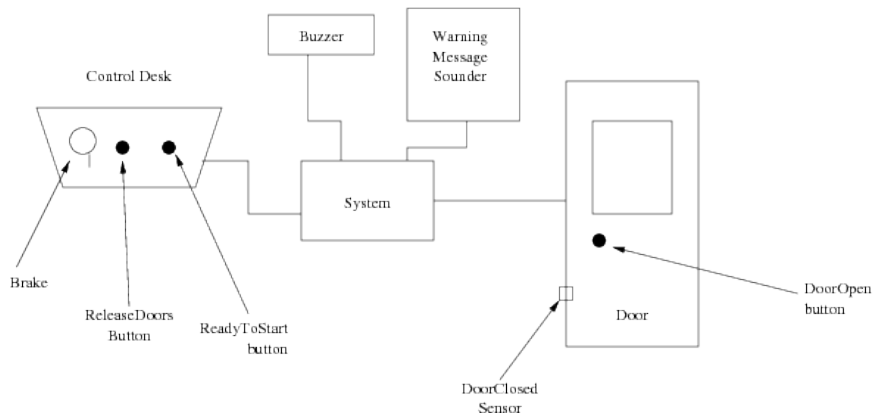 Buzzer
Warning
Message
Sounder
Control Desk
System
Brake
ReleaseDoors
Button
ReadyToStart
button
Door
DoorOpen
button
DoorClosed
Sensor